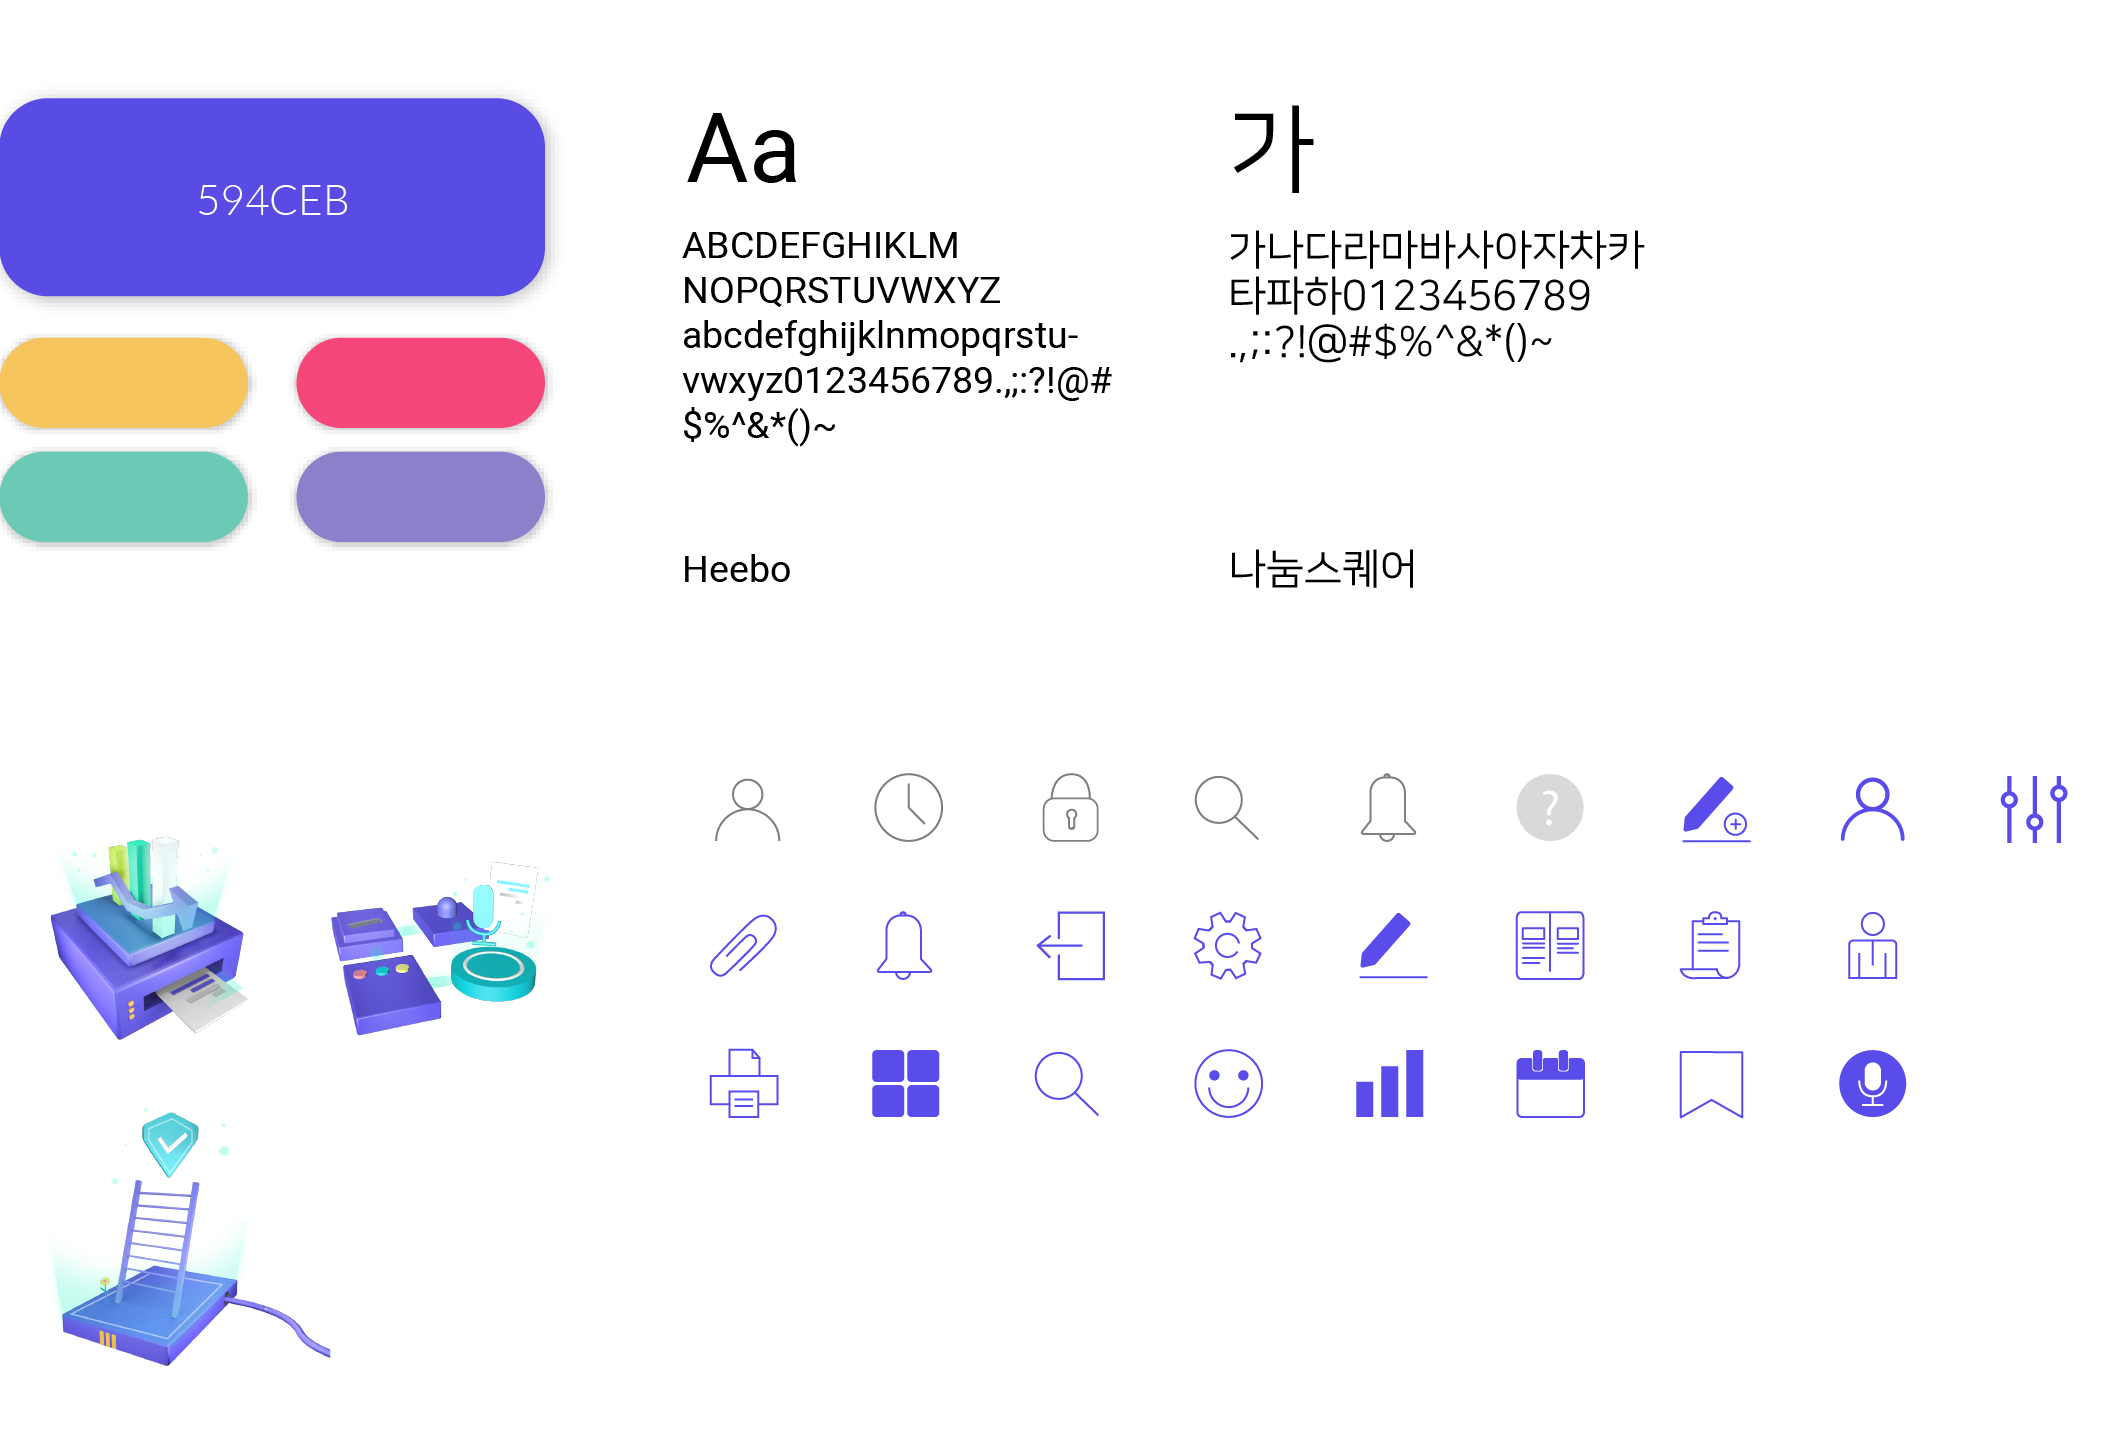 594CEB
Aa
ABCDEFGHIKLM
NOPQRSTUVWXYZ
abcdefghijklnmopqrstu-
vwxyz0123456789.,;:?!@#
$%^&*()~
Heebo
가
가나다라마바사아자차카
타파하0123456789
.,;:?!@#$%^&*()~
나눔스퀘어
?